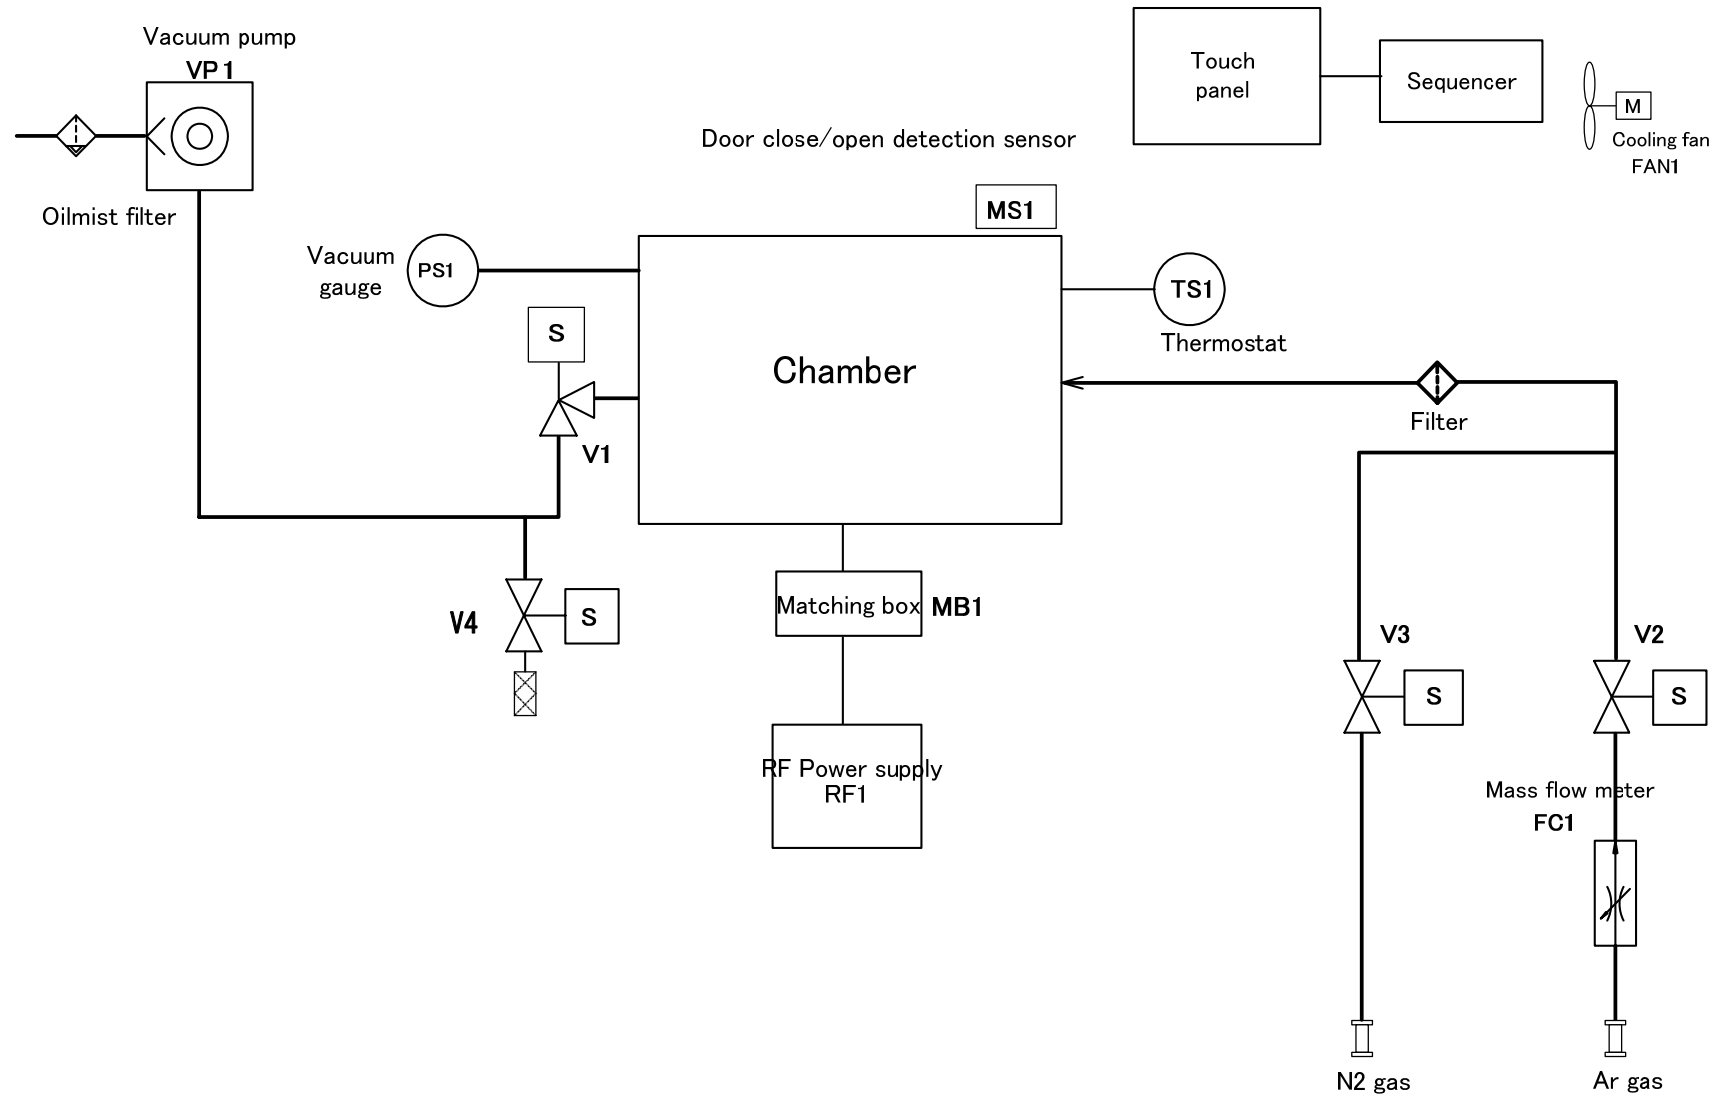 Vacuum pump
VP1
Touch
panel
Sequencer
M
Cooling fan
FAN1
Door close/open detection sensor
MS1
Oilmist filter
Vacuum
gauge
PS1
TS1
Thermostat
S
Chamber
V1
Filter
V4
S
Matching box
MB1
V3
V2
S
S
RF Power supply
RF1
Mass flow meter
FC1
N2 gas
Ar gas